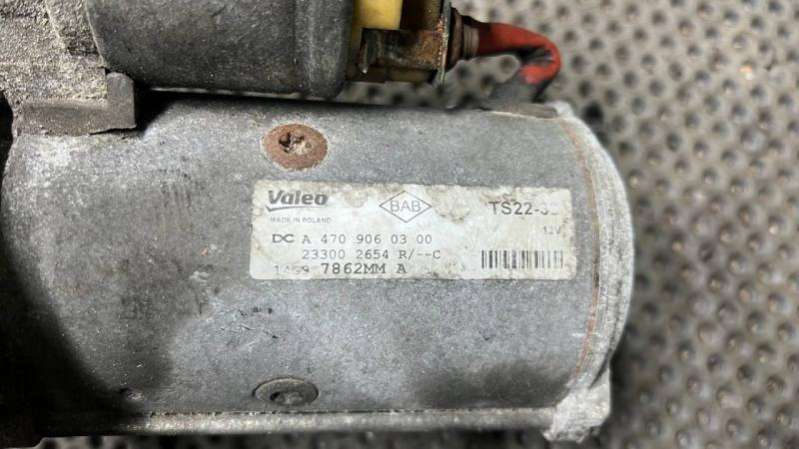 Valeo BAB
MADE IN POLAND
12V
DC A 470 906 03 00
23300 2654 R/--C
7862MM A